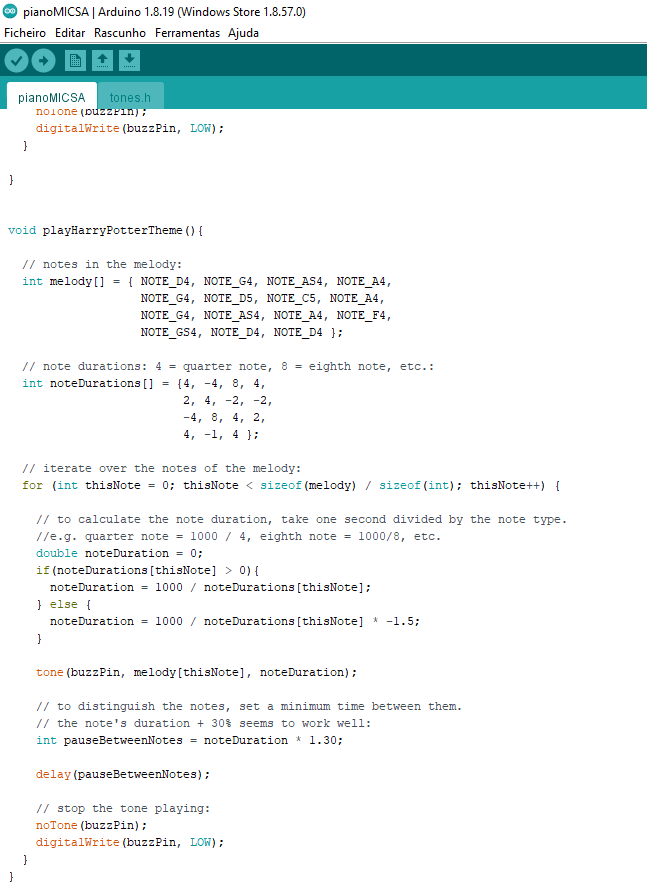 pianoMICSA | Arduino 1.8.19 (Windows Store 1.8.57.0)
Ficheiro Editar Rascunho Ferramentas Ajuda
pianoMICSA tones.h
noTone(buzzPin);
digitalWrite(buzzPin, LOW);
}
}
void playHarryPotterTheme(){
// notes in the melody:
int melody[] = { NOTE_D4, NOTE_G4, NOTE_AS4, NOTE_A4,
NOTE_G4, NOTE_D5, NOTE_C5, NOTE_A4,
NOTE_G4, NOTE_AS4, NOTE_A4, NOTE_F4,
NOTE_GS4, NOTE_D4, NOTE_D4 };
// note durations: 4 = quarter note, 8 = eighth note, etc.:
int noteDurations[] = {4, -4, 8, 4,
2, 4, -2, -2,
-4, 8, 4, 2,
4, -1, 4 };
// iterate over the notes of the melody:
for (int thisNote = 0; thisNote < sizeof(melody) / sizeof(int); thisNote++) {
// to calculate the note duration, take one second divided by the note type.
//e.g. quarter note = 1000 / 4, eighth note = 1000/8, etc.
double noteDuration = 0;
if(noteDurations[thisNote] > 0){
noteDuration = 1000 / noteDurations[thisNote];
} else {
noteDuration = 1000 / noteDurations[thisNote] * -1.5;
}
tone(buzzPin, melody[thisNote], noteDuration);
// to distinguish the notes, set a minimum time between them.
// the note's duration + 30% seems to work well:
int pauseBetweenNotes = noteDuration * 1.30;
delay(pauseBetweenNotes);
// stop the tone playing:
noTone(buzzPin);
digitalWrite(buzzPin, LOW);
}
}